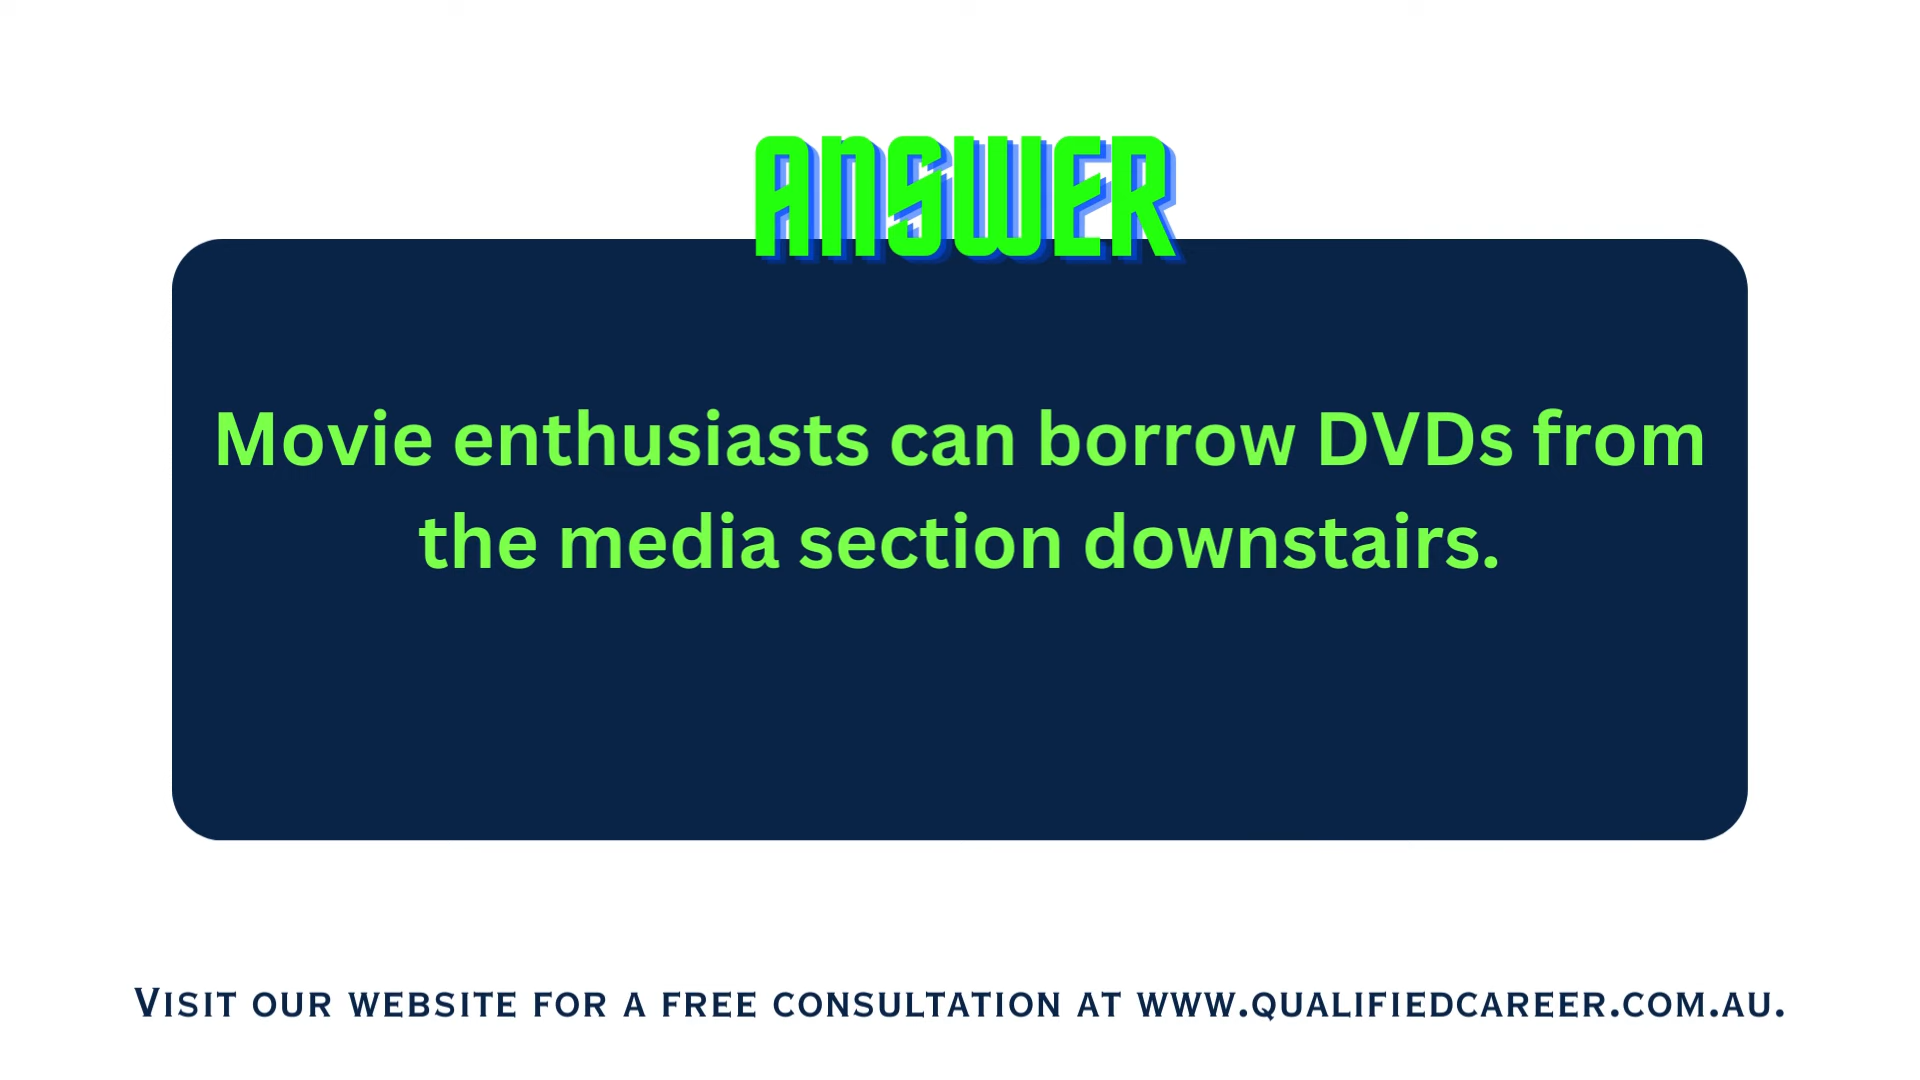 ANSWER
Movie enthusiasts can borrow DVDs from
the media section downstairs.
Visit our website for a free consultation at www.qualifiedcareer.com.au.